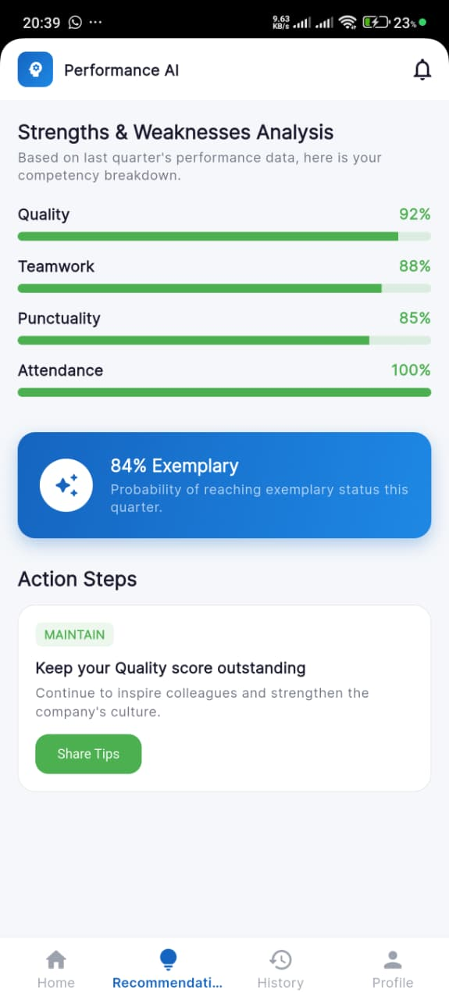 20:39 ...
9.63
KB/s
23%
Performance AI
Strengths & Weaknesses Analysis
Based on last quarter's performance data, here is your
competency breakdown.
Quality 92%
Teamwork 88%
Punctuality 85%
Attendance 100%
84% Exemplary
Probability of reaching exemplary status this
quarter.
Action Steps
MAINTAIN
Keep your Quality score outstanding
Continue to inspire colleagues and strengthen the
company's culture.
Share Tips
Home Recommendati... History Profile